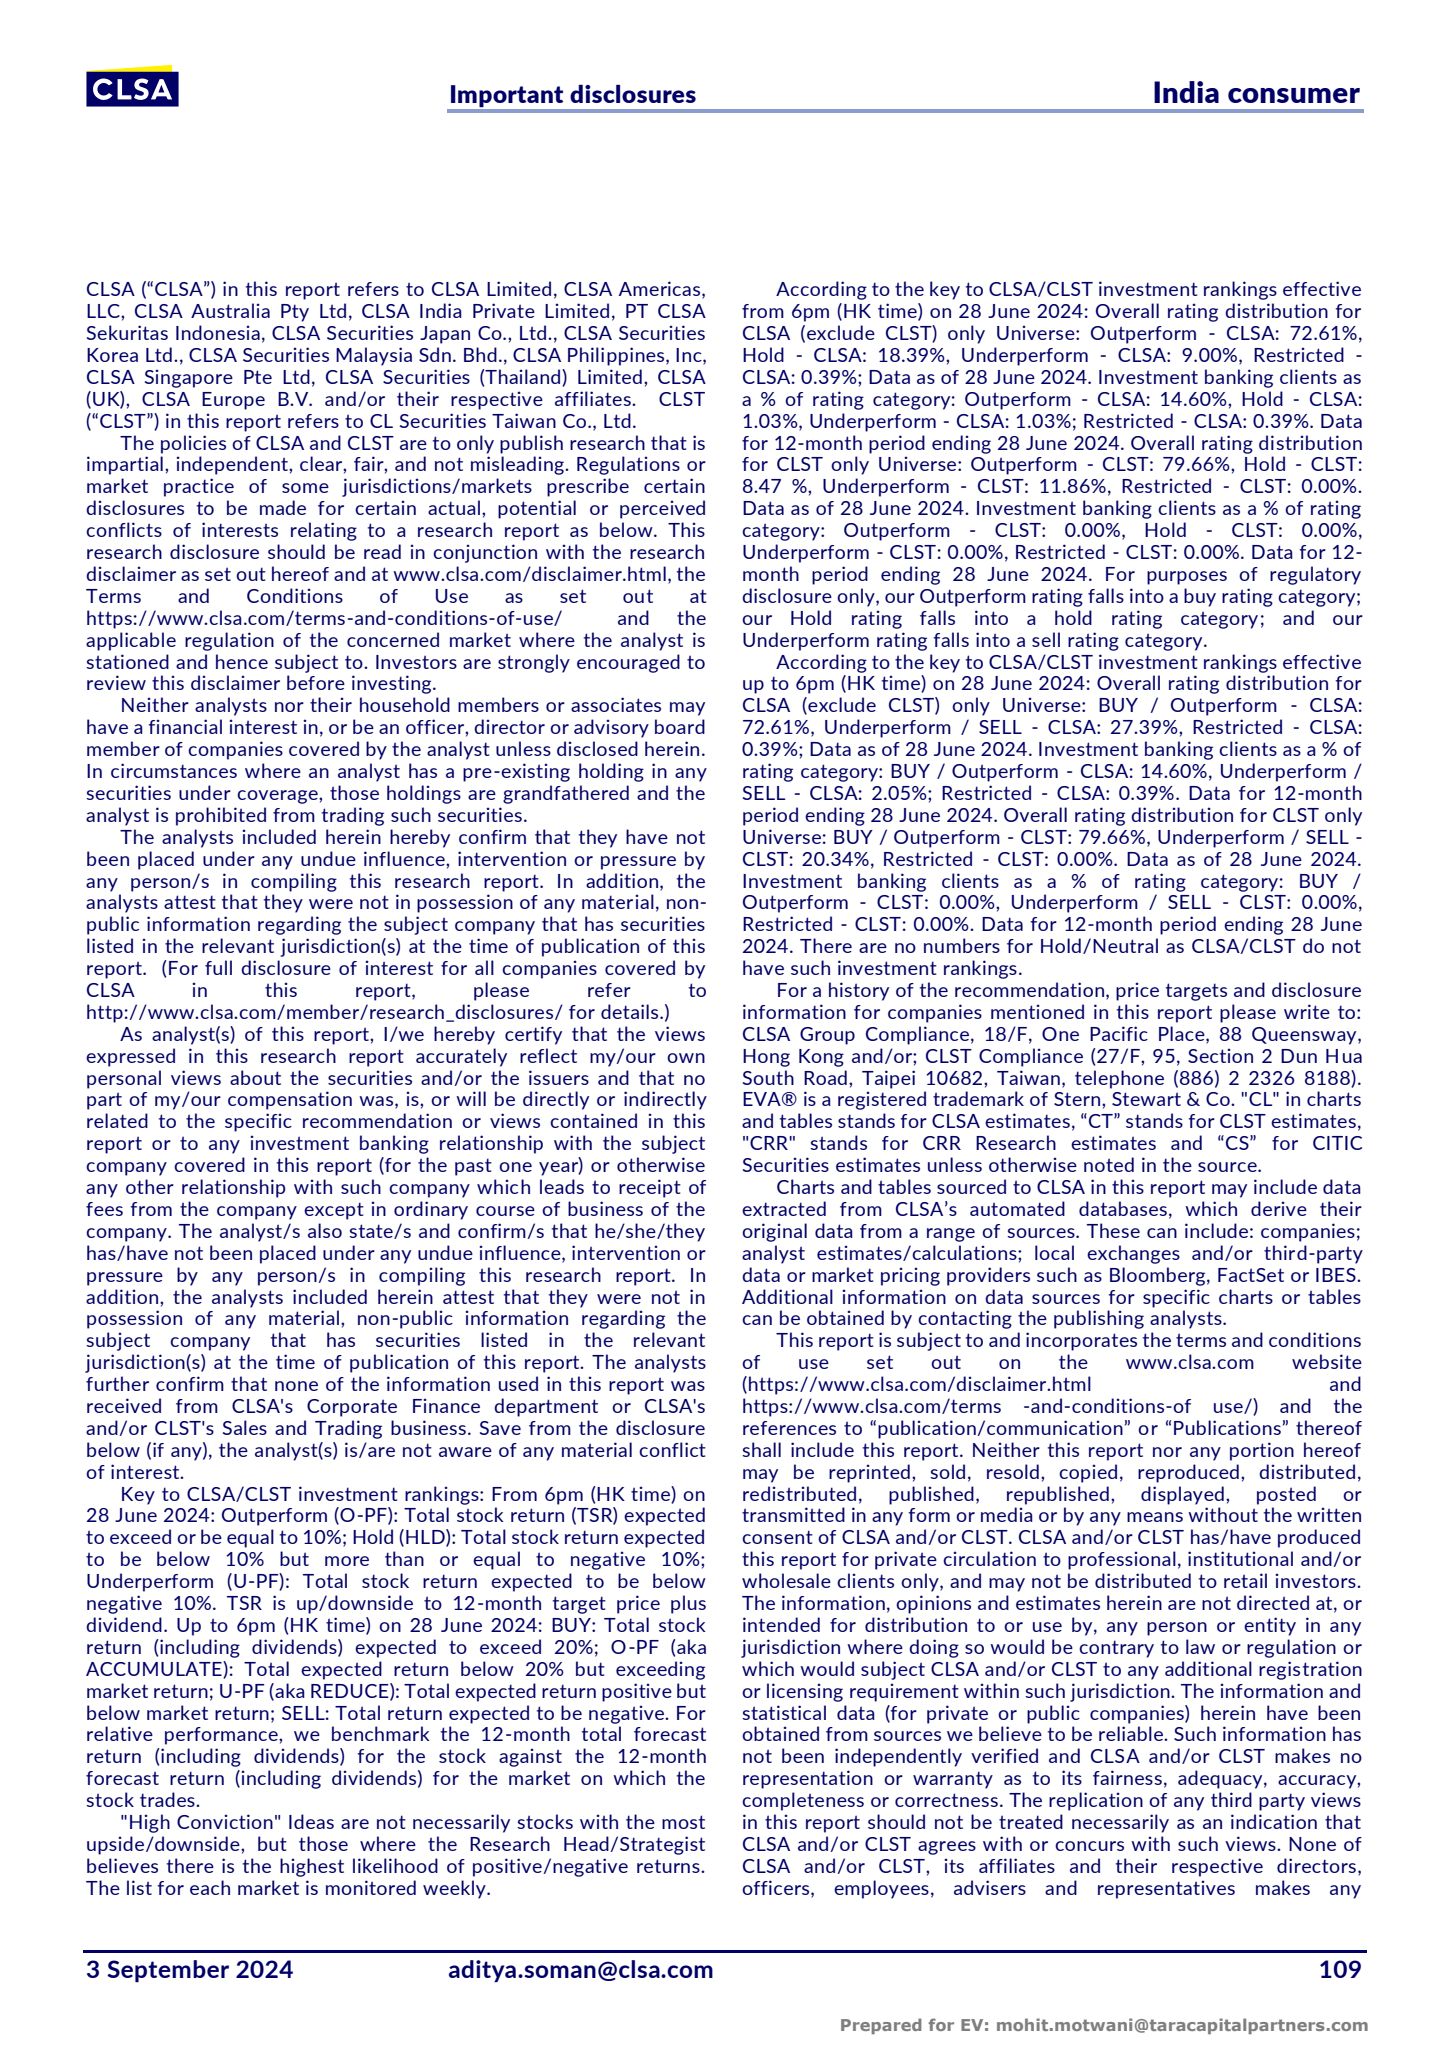 CLSA
Important disclosures
India consumer
CLSA (“CLSA”) in this report refers to CLSA Limited, CLSA Americas,
LLC, CLSA Australia Pty Ltd, CLSA India Private Limited, PT CLSA
Sekuritas Indonesia, CLSA Securities Japan Co., Ltd., CLSA Securities
Korea Ltd., CLSA Securities Malaysia Sdn. Bhd., CLSA Philippines, Inc,
CLSA Singapore Pte Ltd, CLSA Securities (Thailand) Limited, CLSA
(UK), CLSA Europe B.V. and/or their respective affiliates. CLST
(“CLST”) in this report refers to CL Securities Taiwan Co., Ltd.
The policies of CLSA and CLST are to only publish research that is
impartial, independent, clear, fair, and not misleading. Regulations or
market practice of some jurisdictions/markets prescribe certain
disclosures to be made for certain actual, potential or perceived
conflicts of interests relating to a research report as below. This
research disclosure should be read in conjunction with the research
disclaimer as set out hereof and at www.clsa.com/disclaimer.html, the
Terms and Conditions of Use as set out at
https://www.clsa.com/terms-and-conditions-of-use/ and the
applicable regulation of the concerned market where the analyst is
stationed and hence subject to. Investors are strongly encouraged to
review this disclaimer before investing.
Neither analysts nor their household members or associates may
have a financial interest in, or be an officer, director or advisory board
member of companies covered by the analyst unless disclosed herein.
In circumstances where an analyst has a pre-existing holding in any
securities under coverage, those holdings are grandfathered and the
analyst is prohibited from trading such securities.
The analysts included herein hereby confirm that they have not
been placed under any undue influence, intervention or pressure by
any person/s in compiling this research report. In addition, the
analysts attest that they were not in possession of any material, non-
public information regarding the subject company that has securities
listed in the relevant jurisdiction(s) at the time of publication of this
report. (For full disclosure of interest for all companies covered by
CLSA in this report, please refer to
http://www.clsa.com/member/research_disclosures/ for details.)
As analyst(s) of this report, I/we hereby certify that the views
expressed in this research report accurately reflect my/our own
personal views about the securities and/or the issuers and that no
part of my/our compensation was, is, or will be directly or indirectly
related to the specific recommendation or views contained in this
report or to any investment banking relationship with the subject
company covered in this report (for the past one year) or otherwise
any other relationship with such company which leads to receipt of
fees from the company except in ordinary course of business of the
company. The analyst/s also state/s and confirm/s that he/she/they
has/have not been placed under any undue influence, intervention or
pressure by any person/s in compiling this research report. In
addition, the analysts included herein attest that they were not in
possession of any material, non-public information regarding the
subject company that has securities listed in the relevant
jurisdiction(s) at the time of publication of this report. The analysts
further confirm that none of the information used in this report was
received from CLSA's Corporate Finance department or CLSA's
and/or CLST's Sales and Trading business. Save from the disclosure
below (if any), the analyst(s) is/are not aware of any material conflict
of interest.
Key to CLSA/CLST investment rankings: From 6pm (HK time) on
28 June 2024: Outperform (O-PF): Total stock return (TSR) expected
to exceed or be equal to 10%; Hold (HLD): Total stock return expected
to be below 10% but more than or equal to negative 10%;
Underperform (U-PF): Total stock return expected to be below
negative 10%. TSR is up/downside to 12-month target price plus
dividend. Up to 6pm (HK time) on 28 June 2024: BUY: Total stock
return (including dividends) expected to exceed 20%; O-PF (aka
ACCUMULATE): Total expected return below 20% but exceeding
market return; U-PF (aka REDUCE): Total expected return positive but
below market return; SELL: Total return expected to be negative. For
relative performance, we benchmark the 12-month total forecast
return (including dividends) for the stock against the 12-month
forecast return (including dividends) for the market on which the
stock trades.
"High Conviction" Ideas are not necessarily stocks with the most
upside/downside, but those where the Research Head/Strategist
believes there is the highest likelihood of positive/negative returns.
The list for each market is monitored weekly.
According to the key to CLSA/CLST investment rankings effective
from 6pm (HK time) on 28 June 2024: Overall rating distribution for
CLSA (exclude CLST) only Universe: Outperform - CLSA: 72.61%,
Hold - CLSA: 18.39%, Underperform - CLSA: 9.00%, Restricted -
CLSA: 0.39%; Data as of 28 June 2024. Investment banking clients as
a % of rating category: Outperform - CLSA: 14.60%, Hold - CLSA:
1.03%, Underperform - CLSA: 1.03%; Restricted - CLSA: 0.39%. Data
for 12-month period ending 28 June 2024. Overall rating distribution
for CLST only Universe: Outperform - CLST: 79.66%, Hold - CLST:
8.47 %, Underperform - CLST: 11.86%, Restricted - CLST: 0.00%.
Data as of 28 June 2024. Investment banking clients as a % of rating
category: Outperform - CLST: 0.00%, Hold - CLST: 0.00%,
Underperform - CLST: 0.00%, Restricted - CLST: 0.00%. Data for 12-
month period ending 28 June 2024. For purposes of regulatory
disclosure only, our Outperform rating falls into a buy rating category;
our Hold rating falls into a hold rating category; and our
Underperform rating falls into a sell rating category.
According to the key to CLSA/CLST investment rankings effective
up to 6pm (HK time) on 28 June 2024: Overall rating distribution for
CLSA (exclude CLST) only Universe: BUY / Outperform - CLSA:
72.61%, Underperform / SELL - CLSA: 27.39%, Restricted - CLSA:
0.39%; Data as of 28 June 2024. Investment banking clients as a % of
rating category: BUY / Outperform - CLSA: 14.60%, Underperform /
SELL - CLSA: 2.05%; Restricted - CLSA: 0.39%. Data for 12-month
period ending 28 June 2024. Overall rating distribution for CLST only
Universe: BUY / Outperform - CLST: 79.66%, Underperform / SELL -
CLST: 20.34%, Restricted - CLST: 0.00%. Data as of 28 June 2024.
Investment banking clients as a % of rating category: BUY /
Outperform - CLST: 0.00%, Underperform / SELL - CLST: 0.00%,
Restricted - CLST: 0.00%. Data for 12-month period ending 28 June
2024. There are no numbers for Hold/Neutral as CLSA/CLST do not
have such investment rankings.
For a history of the recommendation, price targets and disclosure
information for companies mentioned in this report please write to:
CLSA Group Compliance, 18/F, One Pacific Place, 88 Queensway,
Hong Kong and/or; CLST Compliance (27/F, 95, Section 2 Dun Hua
South Road, Taipei 10682, Taiwan, telephone (886) 2 2326 8188).
EVA® is a registered trademark of Stern, Stewart & Co. "CL" in charts
and tables stands for CLSA estimates, “CT” stands for CLST estimates,
"CRR" stands for CRR Research estimates and “CS” for CITIC
Securities estimates unless otherwise noted in the source.
Charts and tables sourced to CLSA in this report may include data
extracted from CLSA’s automated databases, which derive their
original data from a range of sources. These can include: companies;
analyst estimates/calculations; local exchanges and/or third-party
data or market pricing providers such as Bloomberg, FactSet or IBES.
Additional information on data sources for specific charts or tables
can be obtained by contacting the publishing analysts.
This report is subject to and incorporates the terms and conditions
of use set out on the www.clsa.com website
(https://www.clsa.com/disclaimer.html and
https://www.clsa.com/terms -and-conditions-of use/) and the
references to “publication/communication” or “Publications” thereof
shall include this report. Neither this report nor any portion hereof
may be reprinted, sold, resold, copied, reproduced, distributed,
redistributed, published, republished, displayed, posted or
transmitted in any form or media or by any means without the written
consent of CLSA and/or CLST. CLSA and/or CLST has/have produced
this report for private circulation to professional, institutional and/or
wholesale clients only, and may not be distributed to retail investors.
The information, opinions and estimates herein are not directed at, or
intended for distribution to or use by, any person or entity in any
jurisdiction where doing so would be contrary to law or regulation or
which would subject CLSA and/or CLST to any additional registration
or licensing requirement within such jurisdiction. The information and
statistical data (for private or public companies) herein have been
obtained from sources we believe to be reliable. Such information has
not been independently verified and CLSA and/or CLST makes no
representation or warranty as to its fairness, adequacy, accuracy,
completeness or correctness. The replication of any third party views
in this report should not be treated necessarily as an indication that
CLSA and/or CLST agrees with or concurs with such views. None of
CLSA and/or CLST, its affiliates and their respective directors,
officers, employees, advisers and representatives makes any
3 September 2024
aditya.soman@clsa.com
109
Prepared for EV: mohit.motwani@taracapitalpartners.com